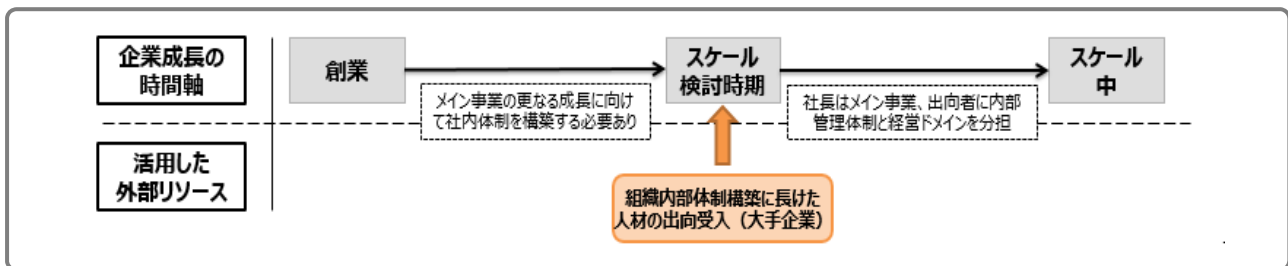 企業成長の
時間軸
創業
スケール
検討時期
スケール
中
メイン事業の更なる成長に向け
て社内体制を構築する必要あり
社長はメイン事業、出向者に内部
管理体制と経営ドメインを分担
活用した
外部リソース
組織内部体制構築に長けた
人材の出向受入（大手企業）